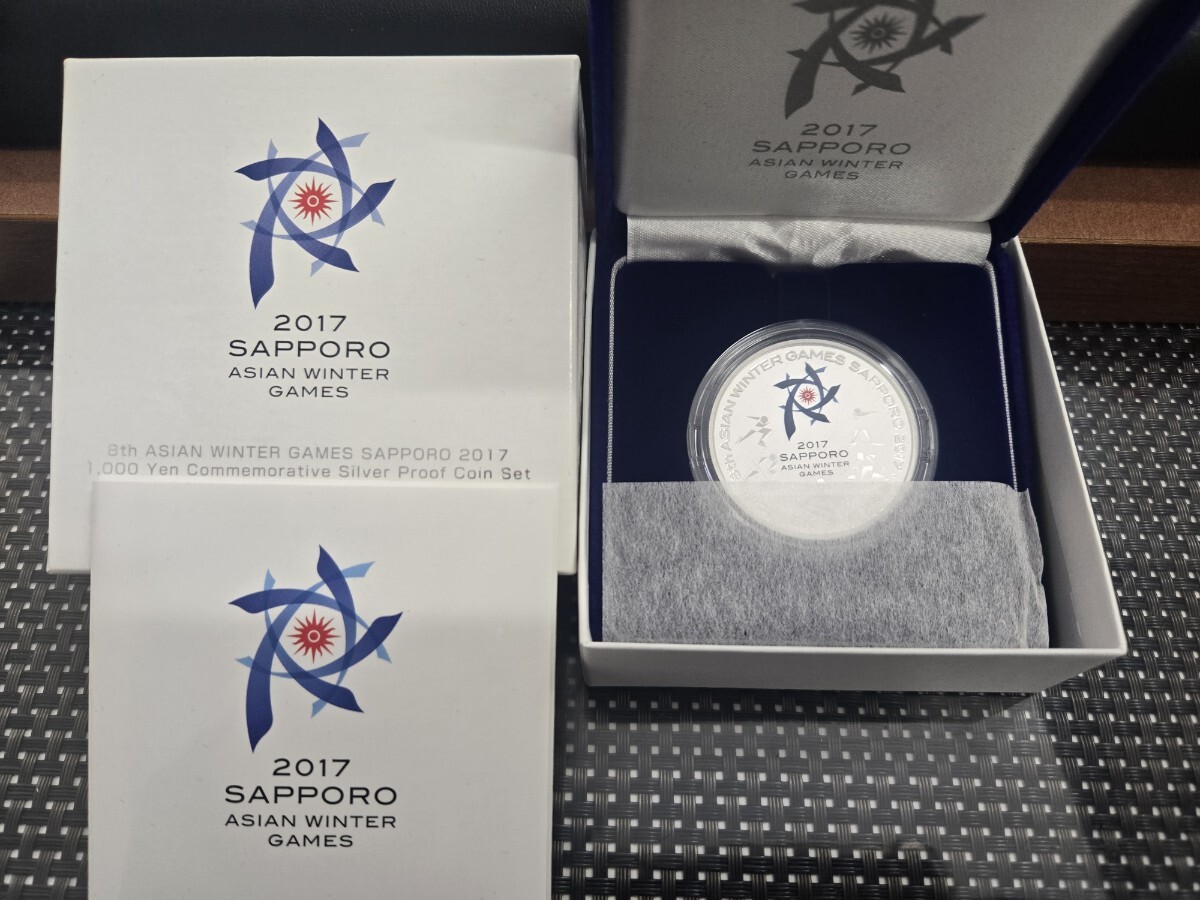 2017
SAPPORO
ASIAN WINTER
GAMES
8th ASIAN WINTER GAMES SAPPORO 2017
1,000 Yen Commemorative Silver Proof Coin Set
2017
SAPPORO
ASIAN WINTER
GAMES
2017
SAPPORO
ASIAN WINTER
GAMES
8th ASIAN WINTER GAMES SAPPORO 2017
2017
SAPPORO
ASIAN WINTER
GAMES